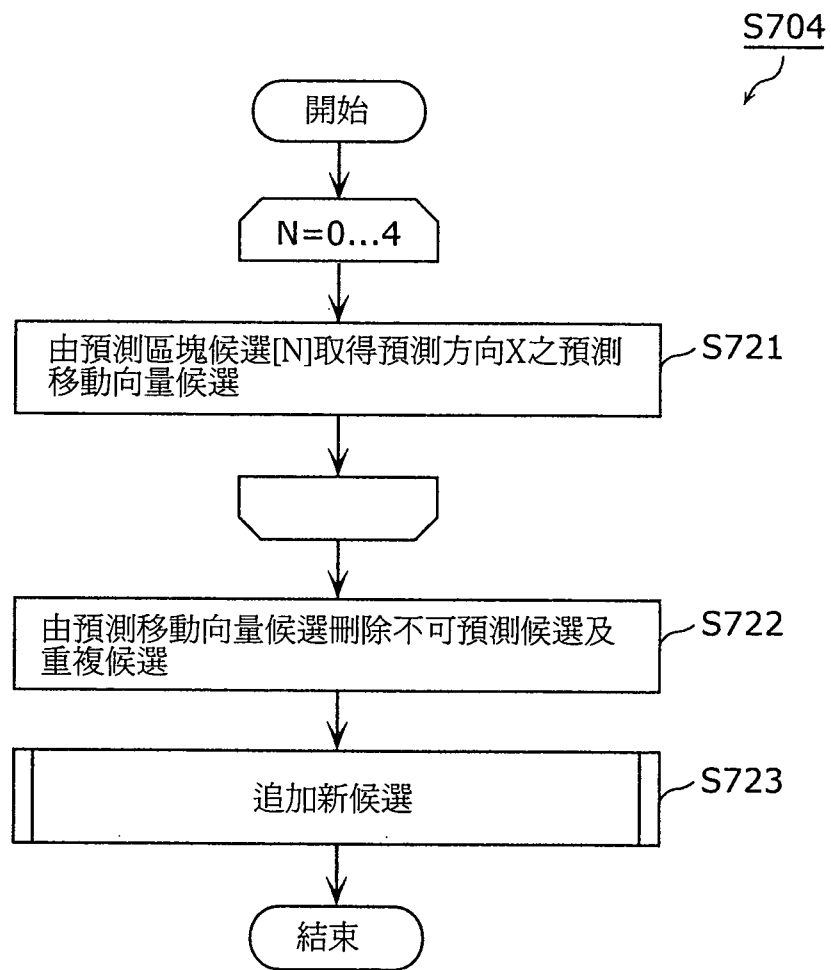 S704
開始
N=0...4
由預測區塊候選[N]取得預測方向X之預測
移動向量候選
S721
由預測移動向量候選刪除不可預測候選及
重複候選
S722
追加新候選
S723
結束